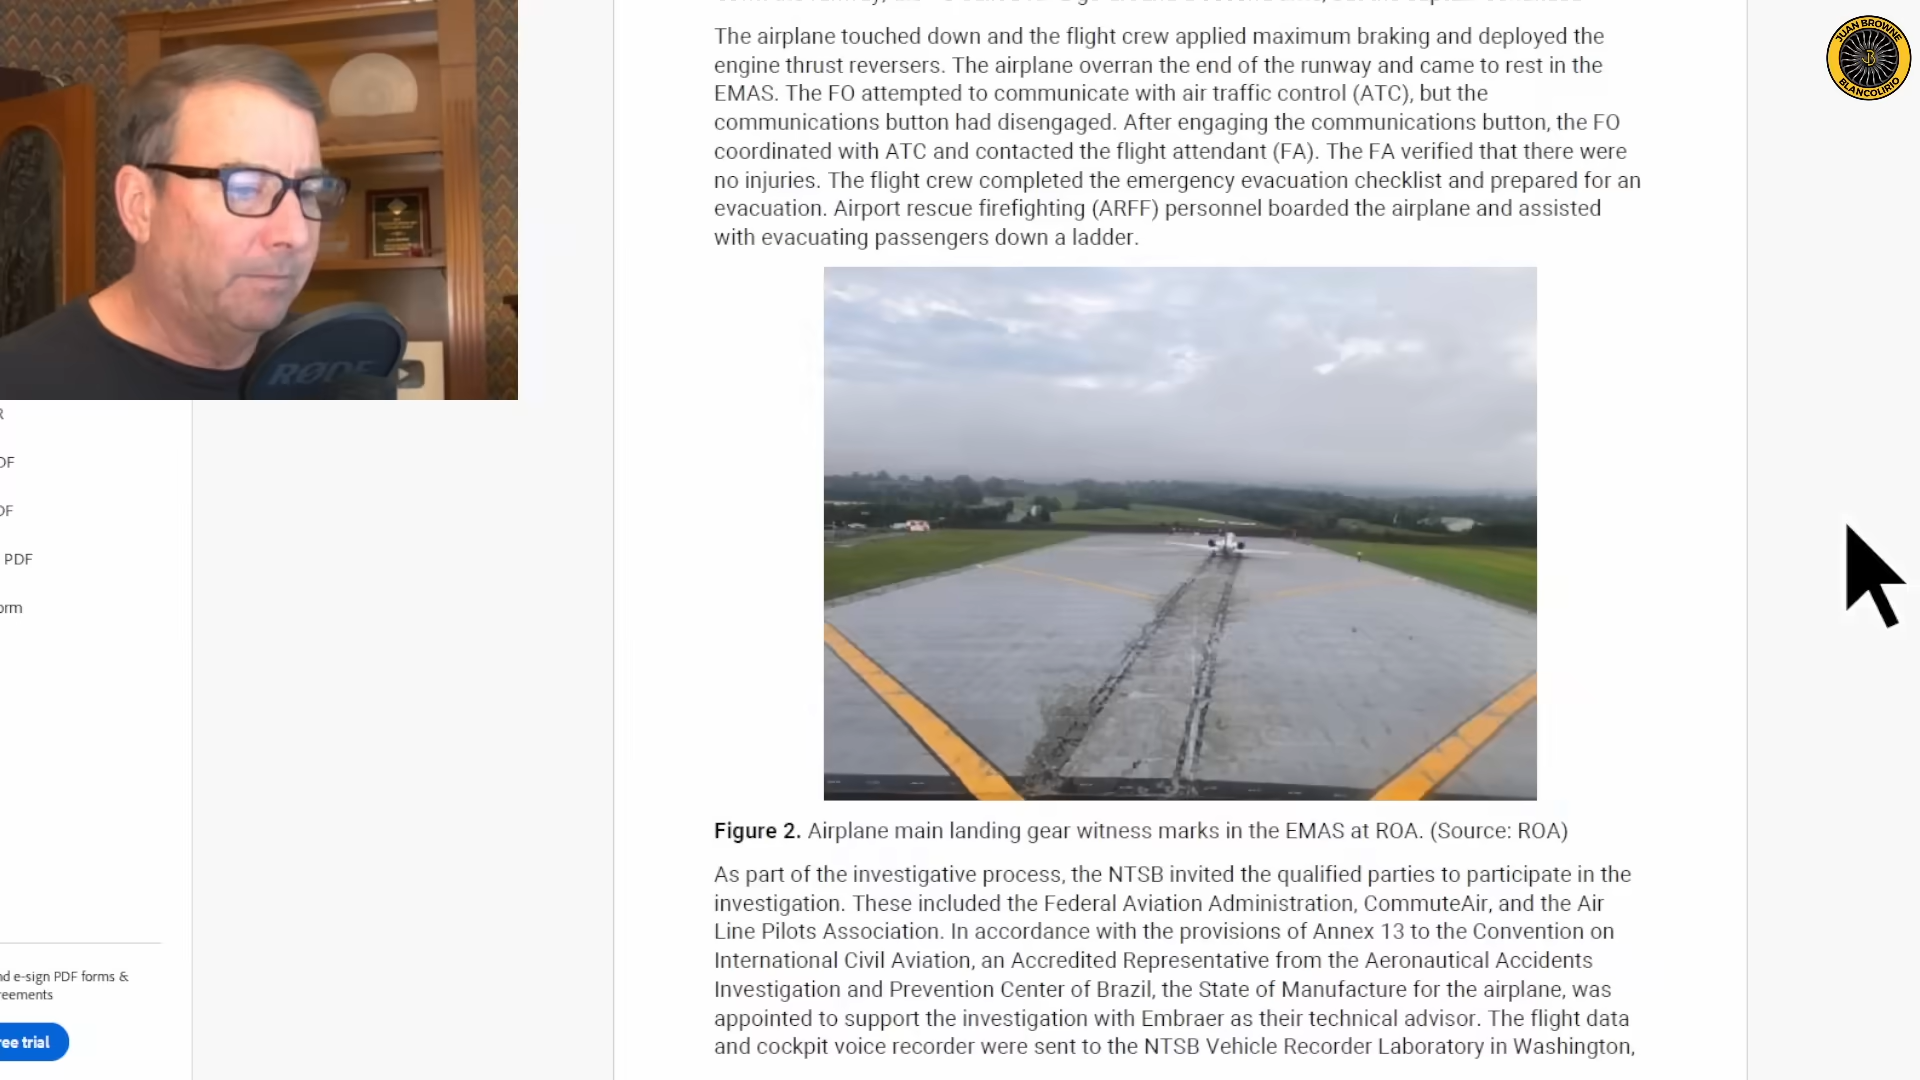 JUAN BROWNE
JB
BLANCOLIRIO
The airplane touched down and the flight crew applied maximum braking and deployed the
engine thrust reversers. The airplane overran the end of the runway and came to rest in the
EMAS. The FO attempted to communicate with air traffic control (ATC), but the
communications button had disengaged. After engaging the communications button, the FO
coordinated with ATC and contacted the flight attendant (FA). The FA verified that there were
no injuries. The flight crew completed the emergency evacuation checklist and prepared for an
evacuation. Airport rescue firefighting (ARFF) personnel boarded the airplane and assisted
with evacuating passengers down a ladder.
RØDE
R
DF
DF
PDF
orm
Figure 2. Airplane main landing gear witness marks in the EMAS at ROA. (Source: ROA)
As part of the investigative process, the NTSB invited the qualified parties to participate in the
investigation. These included the Federal Aviation Administration, CommuteAir, and the Air
Line Pilots Association. In accordance with the provisions of Annex 13 to the Convention on
International Civil Aviation, an Accredited Representative from the Aeronautical Accidents
Investigation and Prevention Center of Brazil, the State of Manufacture for the airplane, was
appointed to support the investigation with Embraer as their technical advisor. The flight data
and cockpit voice recorder were sent to the NTSB Vehicle Recorder Laboratory in Washington,
nd e-sign PDF forms &
reements
ree trial